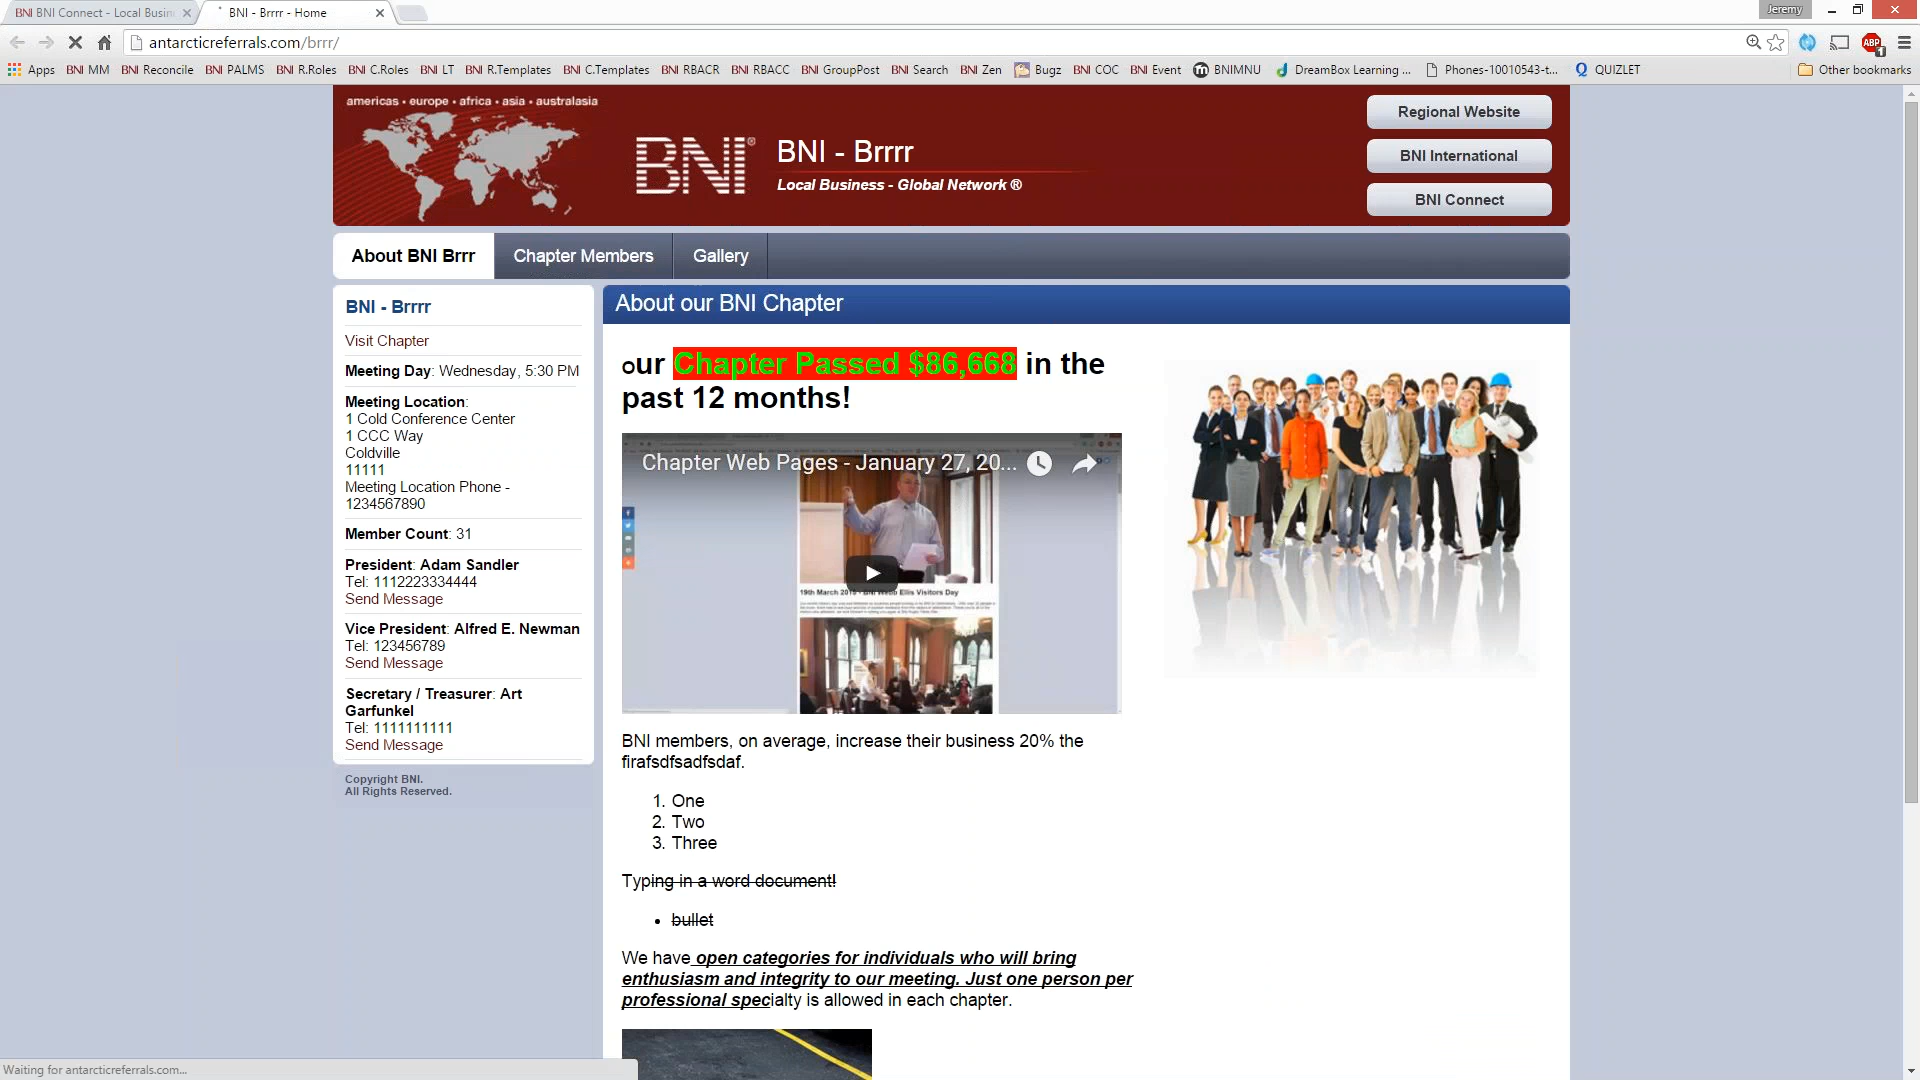 BNI BNI Connect - Local Busin
BNI - Brrrr - Home
Jeremy
antarcticreferrals.com/brrr/
Apps
BNI MM
BNI Reconcile
BNI PALMS
BNI R.Roles
BNI C.Roles
BNI LT
BNI R.Templates
BNI C.Templates
BNI RBACR
BNI RBACC
BNI GroupPost
BNI Search
BNI Zen
Bugz
BNI COC
BNI Event
BNIMNU
DreamBox Learning ...
Phones-10010543-t...
QUIZLET
Other bookmarks
americas • europe • africa • asia • australasia
BNI®
BNI - Brrrr
Local Business - Global Network ®
Regional Website
BNI International
BNI Connect
About BNI Brrr
Chapter Members
Gallery
BNI - Brrrr
Visit Chapter
Meeting Day: Wednesday, 5:30 PM
Meeting Location:
1 Cold Conference Center
1 CCC Way
Coldville
11111
Meeting Location Phone -
1234567890
Member Count: 31
President: Adam Sandler
Tel: 1112223334444
Send Message
Vice President: Alfred E. Newman
Tel: 123456789
Send Message
Secretary / Treasurer: Art
Garfunkel
Tel: 1111111111
Send Message
Copyright BNI.
All Rights Reserved.
About our BNI Chapter
our Chapter Passed $86,668 in the
past 12 months!
Chapter Web Pages - January 27, 20...
BNI members, on average, increase their business 20% the
firafsdfsadfsdaf.
1. One
2. Two
3. Three
Typing in a word document!
• bullet
We have open categories for individuals who will bring
enthusiasm and integrity to our meeting. Just one person per
professional specialty is allowed in each chapter.
Waiting for antarcticreferrals.com...